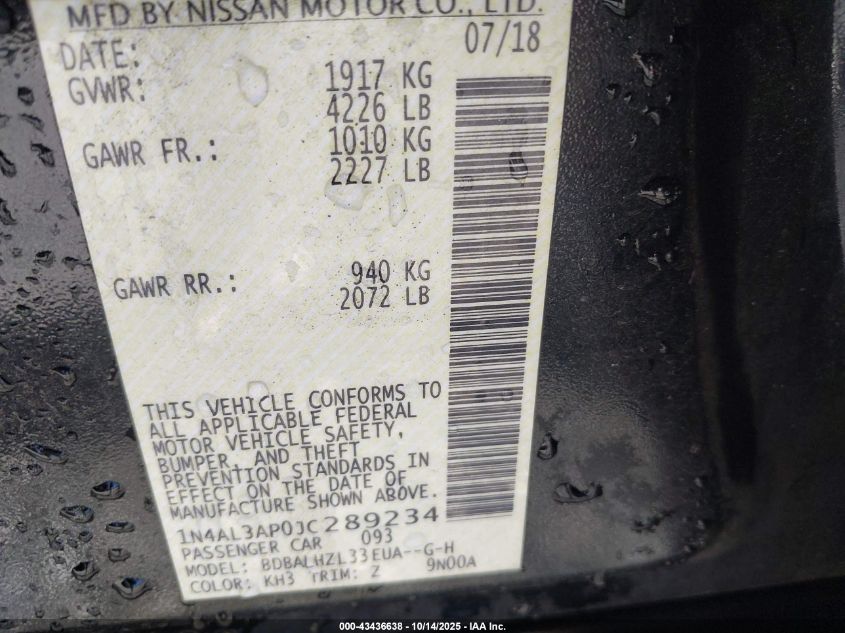 MFD BY NISSAN MOTOR CO., LTD.
DATE: 07/18
GVWR: 1917 KG
4226 LB
GAWR FR.: 1010 KG
2227 LB
GAWR RR.: 940 KG
2072 LB
THIS VEHICLE CONFORMS TO
ALL APPLICABLE FEDERAL
MOTOR VEHICLE SAFETY,
BUMPER, AND THEFT
PREVENTION STANDARDS IN
EFFECT ON THE DATE OF
MANUFACTURE SHOWN ABOVE.
1N4AL3AP0JC289234
PASSENGER CAR 093
MODEL: BDBALHZL33EUA--G-H
COLOR: KH3 TRIM: Z 9N00A
000-43436638 - 10/14/2025 - IAA Inc.